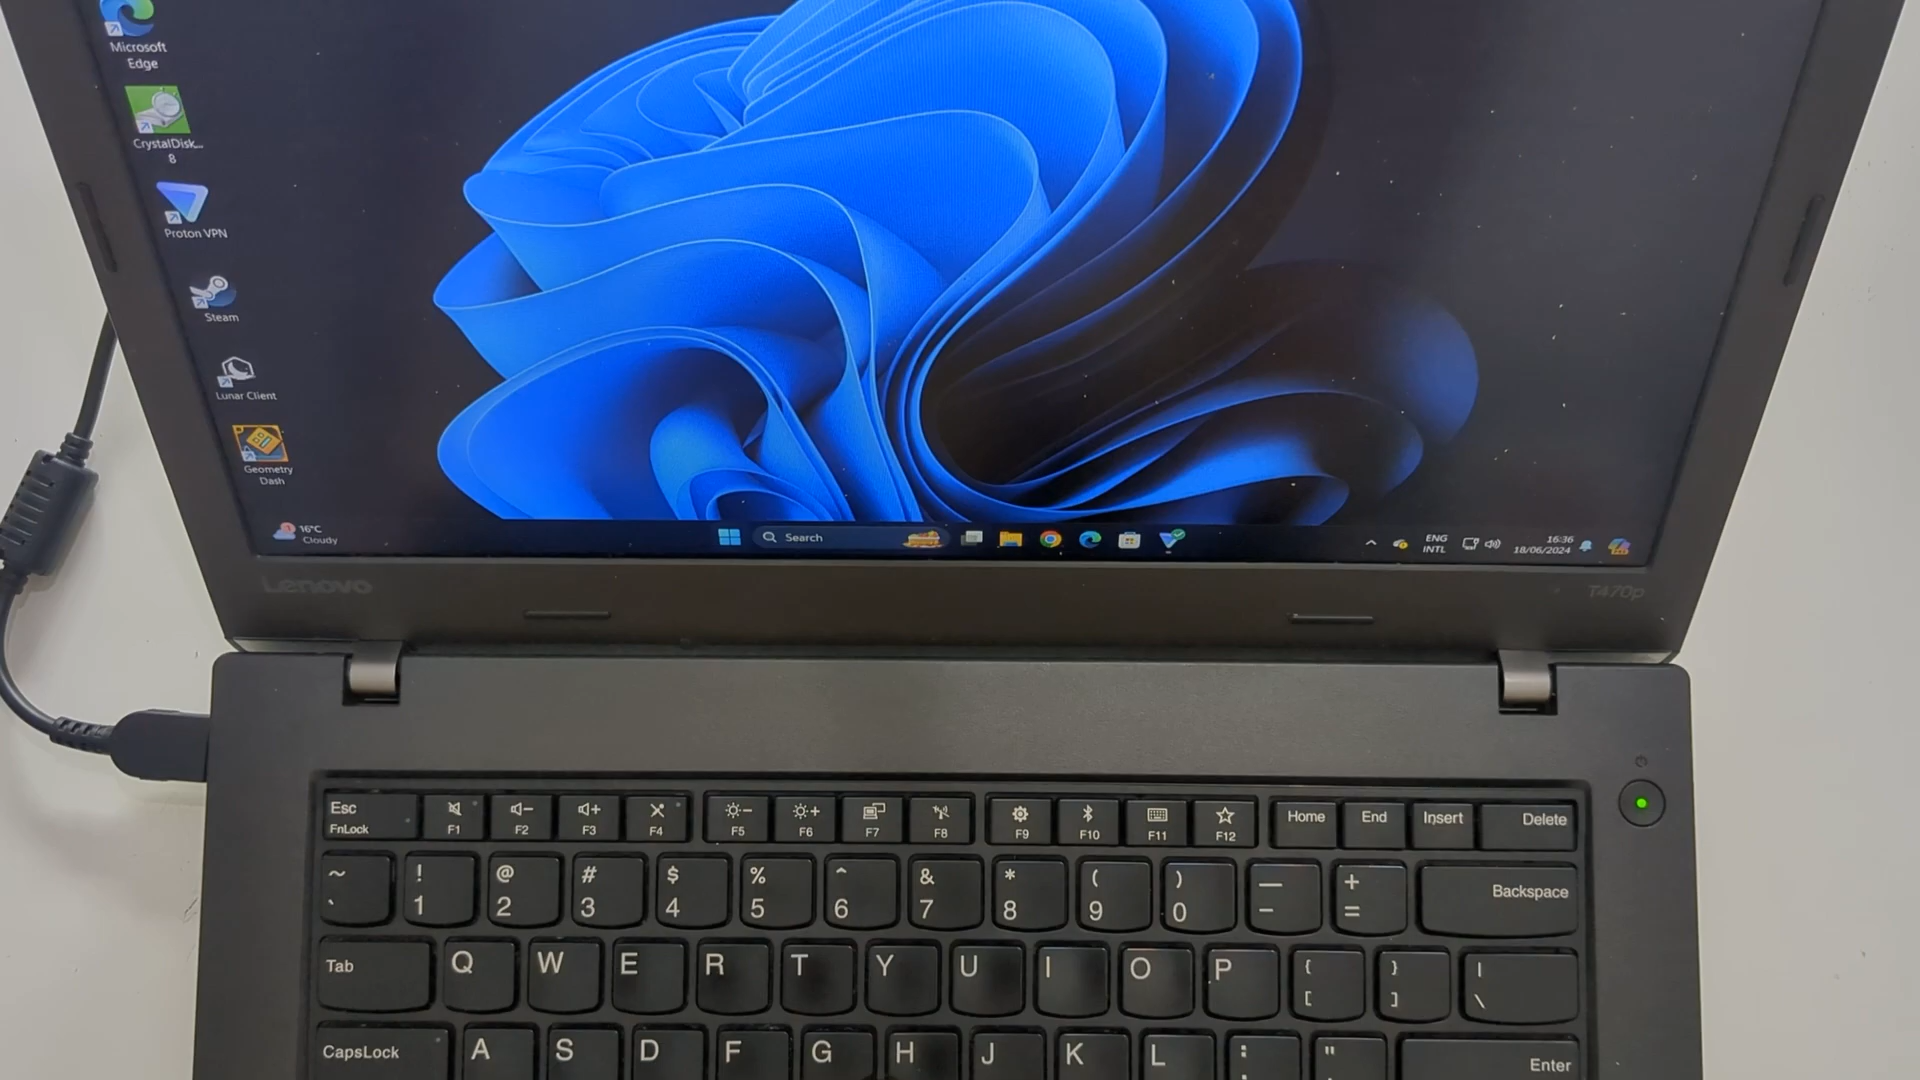 Microsoft
Edge
CrystalDisk...
8
Proton VPN
Steam
Lunar Client
Geometry
Dash
1
16°C
Cloudy
Search
ENG
INTL
16:36
18/06/2024
Lenovo
T470p
Esc
FnLock
F1
F2
F3
F4
F5
F6
F7
F8
F9
F10
F11
F12
Home
End
Insert
Delete
~ ! @ # $ % ^ & * ( ) — +
` 1 2 3 4 5 6 7 8 9 0 - =
Backspace
Tab Q W E R T Y U I O P { } |
[ ] \
CapsLock A S D F G H J K L : "
Enter